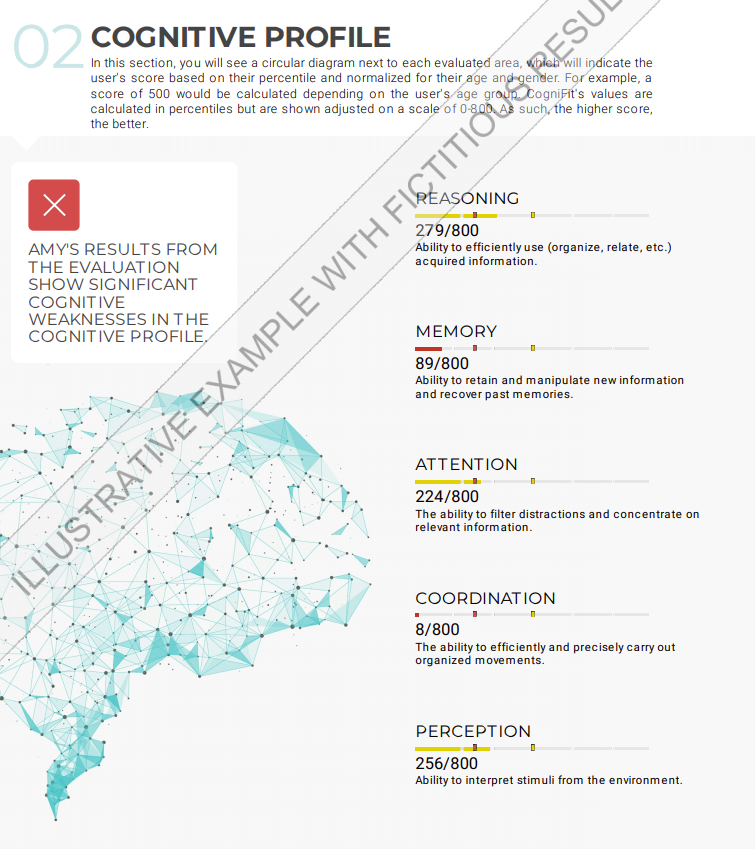 02 COGNITIVE PROFILE
In this section, you will see a circular diagram next to each evaluated area, which will indicate the
user's score based on their percentile and normalized for their age and gender. For example, a
score of 500 would be calculated depending on the user's age group. CogniFit's values are
calculated in percentiles but are shown adjusted on a scale of 0-800. As such, the higher score,
the better.
AMY'S RESULTS FROM
THE EVALUATION
SHOW SIGNIFICANT
COGNITIVE
WEAKNESSES IN THE
COGNITIVE PROFILE.
REASONING
279/800
Ability to efficiently use (organize, relate, etc.)
acquired information.
MEMORY
89/800
Ability to retain and manipulate new information
and recover past memories.
ATTENTION
224/800
The ability to filter distractions and concentrate on
relevant information.
COORDINATION
8/800
The ability to efficiently and precisely carry out
organized movements.
PERCEPTION
256/800
Ability to interpret stimuli from the environment.
ILLUSTRATIVE EXAMPLE WITH FICTITIOUS